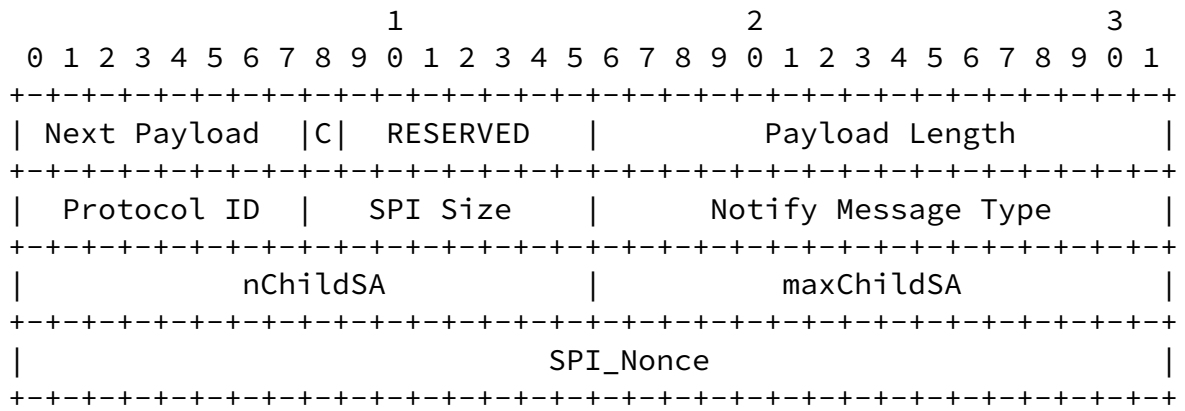 1                   2                   3
 0 1 2 3 4 5 6 7 8 9 0 1 2 3 4 5 6 7 8 9 0 1 2 3 4 5 6 7 8 9 0 1
+-+-+-+-+-+-+-+-+-+-+-+-+-+-+-+-+-+-+-+-+-+-+-+-+-+-+-+-+-+-+-+-+
| Next Payload  |C|  RESERVED   |         Payload Length        |
+-+-+-+-+-+-+-+-+-+-+-+-+-+-+-+-+-+-+-+-+-+-+-+-+-+-+-+-+-+-+-+-+
|  Protocol ID  |   SPI Size    |      Notify Message Type      |
+-+-+-+-+-+-+-+-+-+-+-+-+-+-+-+-+-+-+-+-+-+-+-+-+-+-+-+-+-+-+-+-+
|            nChildSA           |          maxChildSA           |
+-+-+-+-+-+-+-+-+-+-+-+-+-+-+-+-+-+-+-+-+-+-+-+-+-+-+-+-+-+-+-+-+
|                             SPI_Nonce                         |
+-+-+-+-+-+-+-+-+-+-+-+-+-+-+-+-+-+-+-+-+-+-+-+-+-+-+-+-+-+-+-+-+